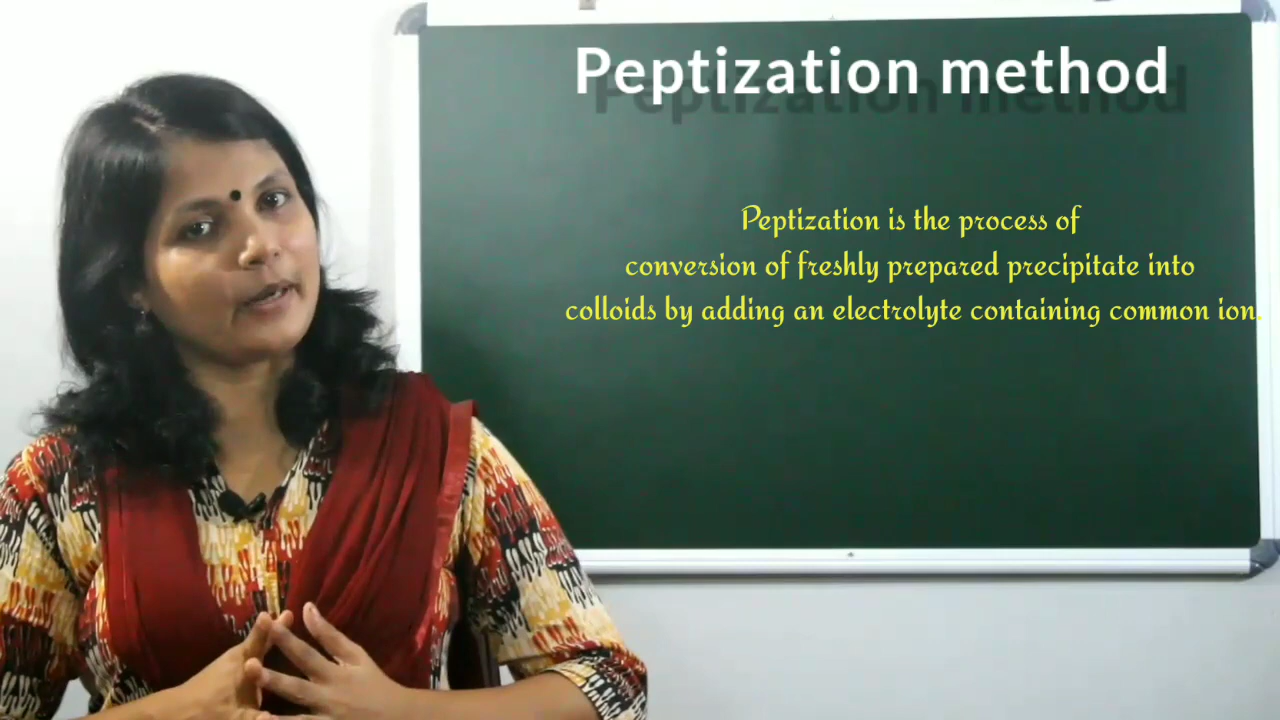 Peptization method
Peptization is the process of
conversion of freshly prepared precipitate into
colloids by adding an electrolyte containing common ion.